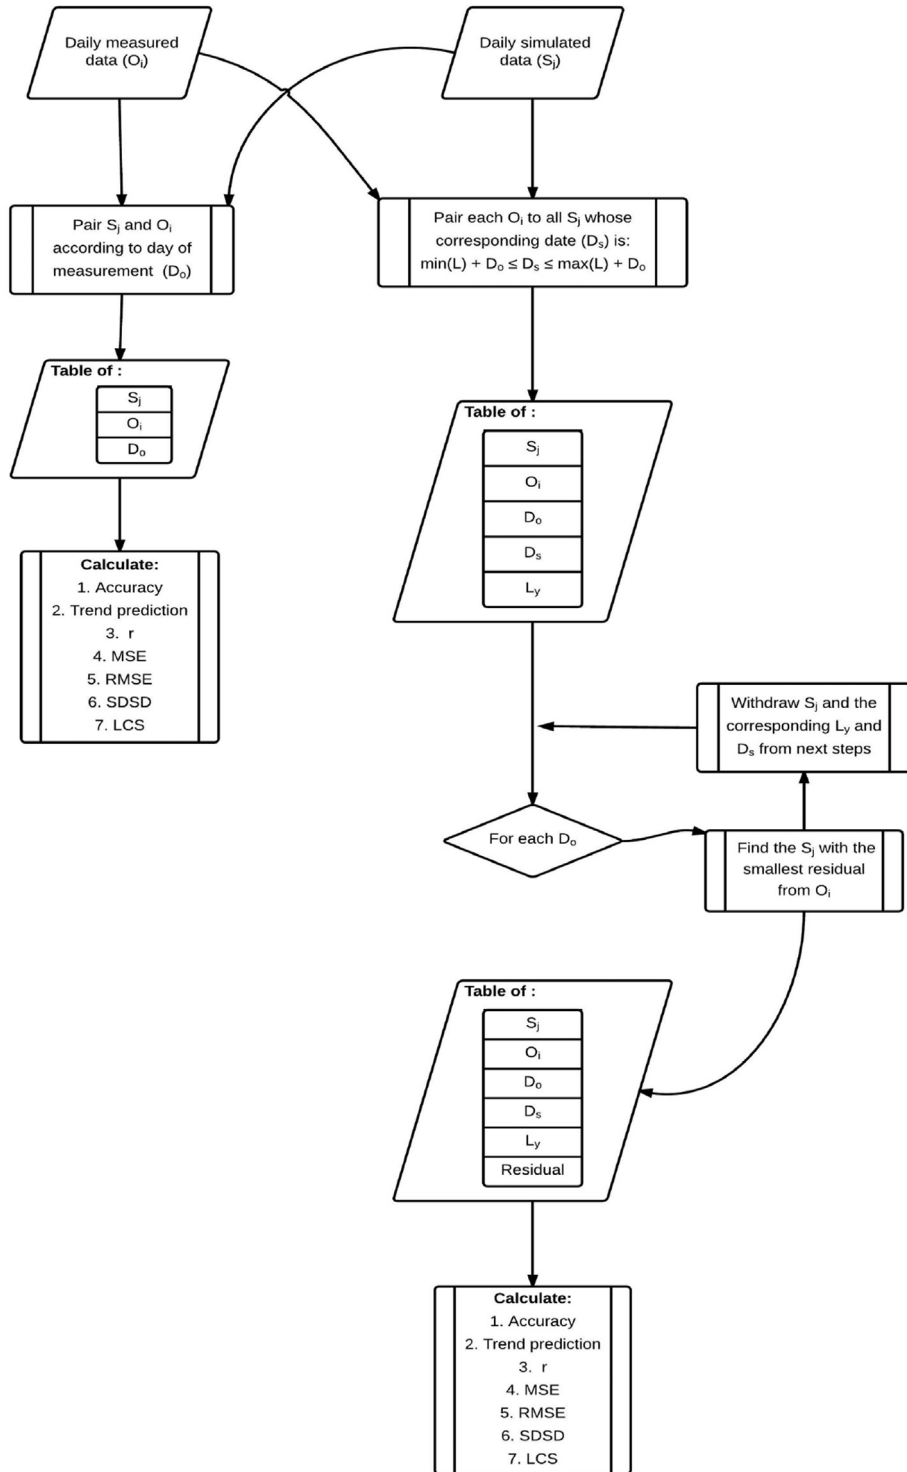 Daily measured
data (Oᵢ)
Daily simulated
data (Sⱼ)
Pair Sⱼ and Oᵢ
according to day of
measurement (Dₒ)
Pair each Oᵢ to all Sⱼ whose
corresponding date (Dₛ) is:
min(L) + Dₒ ≤ Dₛ ≤ max(L) + Dₒ
Table of :
Sⱼ
Oᵢ
Dₒ
Table of :
Sⱼ
Oᵢ
Dₒ
Dₛ
Lᵧ
Calculate:
1. Accuracy
2. Trend prediction
3. r
4. MSE
5. RMSE
6. SDSD
7. LCS
Withdraw Sⱼ and the
corresponding Lᵧ and
Dₛ from next steps
For each Dₒ
Find the Sⱼ with the
smallest residual
from Oᵢ
Table of :
Sⱼ
Oᵢ
Dₒ
Dₛ
Lᵧ
Residual
Calculate:
1. Accuracy
2. Trend prediction
3. r
4. MSE
5. RMSE
6. SDSD
7. LCS